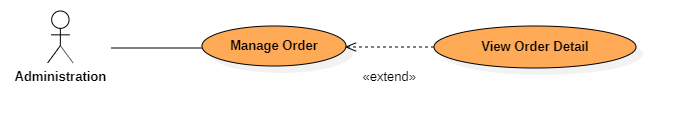 Manage Order
View Order Detail
Administration
«extend»